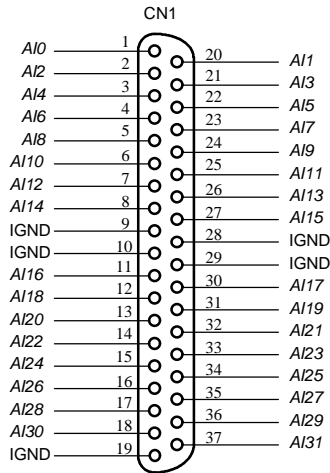 CN1
AI0 1
20 AI1
AI2 2
21 AI3
AI4 3
22 AI5
AI6 4
23 AI7
AI8 5
24 AI9
AI10 6
25 AI11
AI12 7
26 AI13
AI14 8
27 AI15
IGND 9
28 IGND
IGND 10
29 IGND
AI16 11
30 AI17
AI18 12
31 AI19
AI20 13
32 AI21
AI22 14
33 AI23
AI24 15
34 AI25
AI26 16
35 AI27
AI28 17
36 AI29
AI30 18
37 AI31
IGND 19